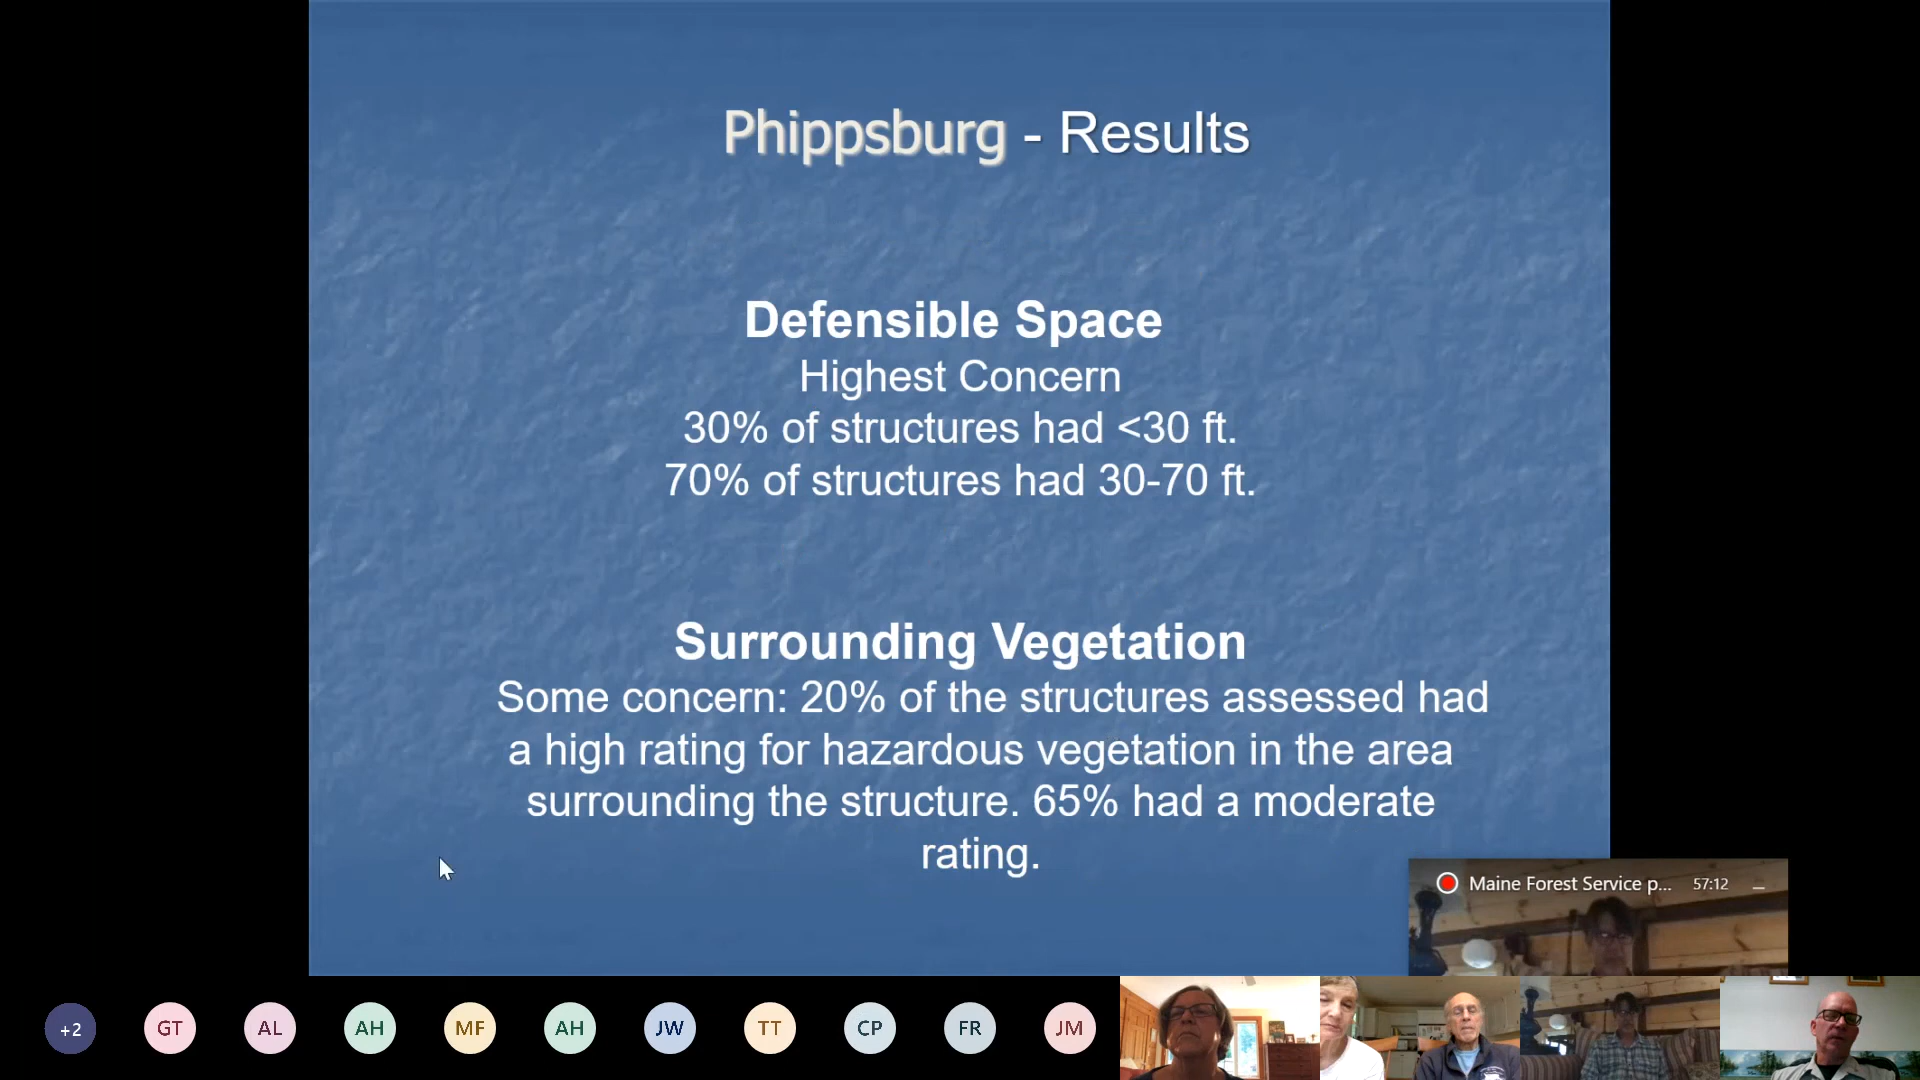 Phippsburg - Results
Defensible Space
Highest Concern
30% of structures had <30 ft.
70% of structures had 30-70 ft.
Surrounding Vegetation
Some concern: 20% of the structures assessed had
a high rating for hazardous vegetation in the area
surrounding the structure. 65% had a moderate
rating.
Maine Forest Service p... 57:12
+2 GT AL AH MF AH JW TT CP FR JM